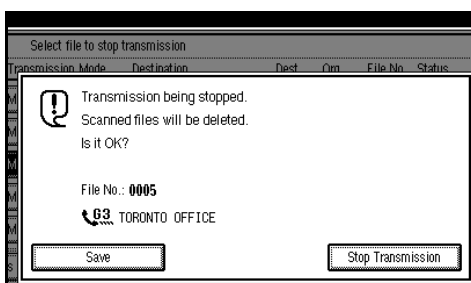 Select file to stop transmission
Transmission Mode Destination Dest. Org. File No. Status
M
Transmission being stopped.
M
Scanned files will be deleted.
Is it OK?
M
M
File No.: 0005
M
G3 TORONTO OFFICE
s
Save Stop Transmission